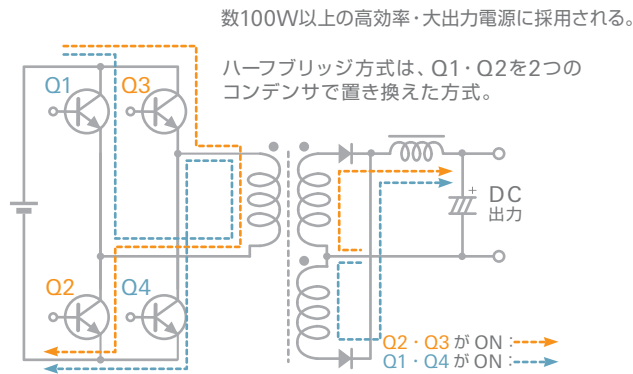 数100W以上の高効率・大出力電源に採用される。
ハーフブリッジ方式は、Q1・Q2を2つの
コンデンサで置き換えた方式。
Q1
Q3
+
DC
出力
Q2
Q4
Q2・Q3 が ON :
Q1・Q4 が ON :